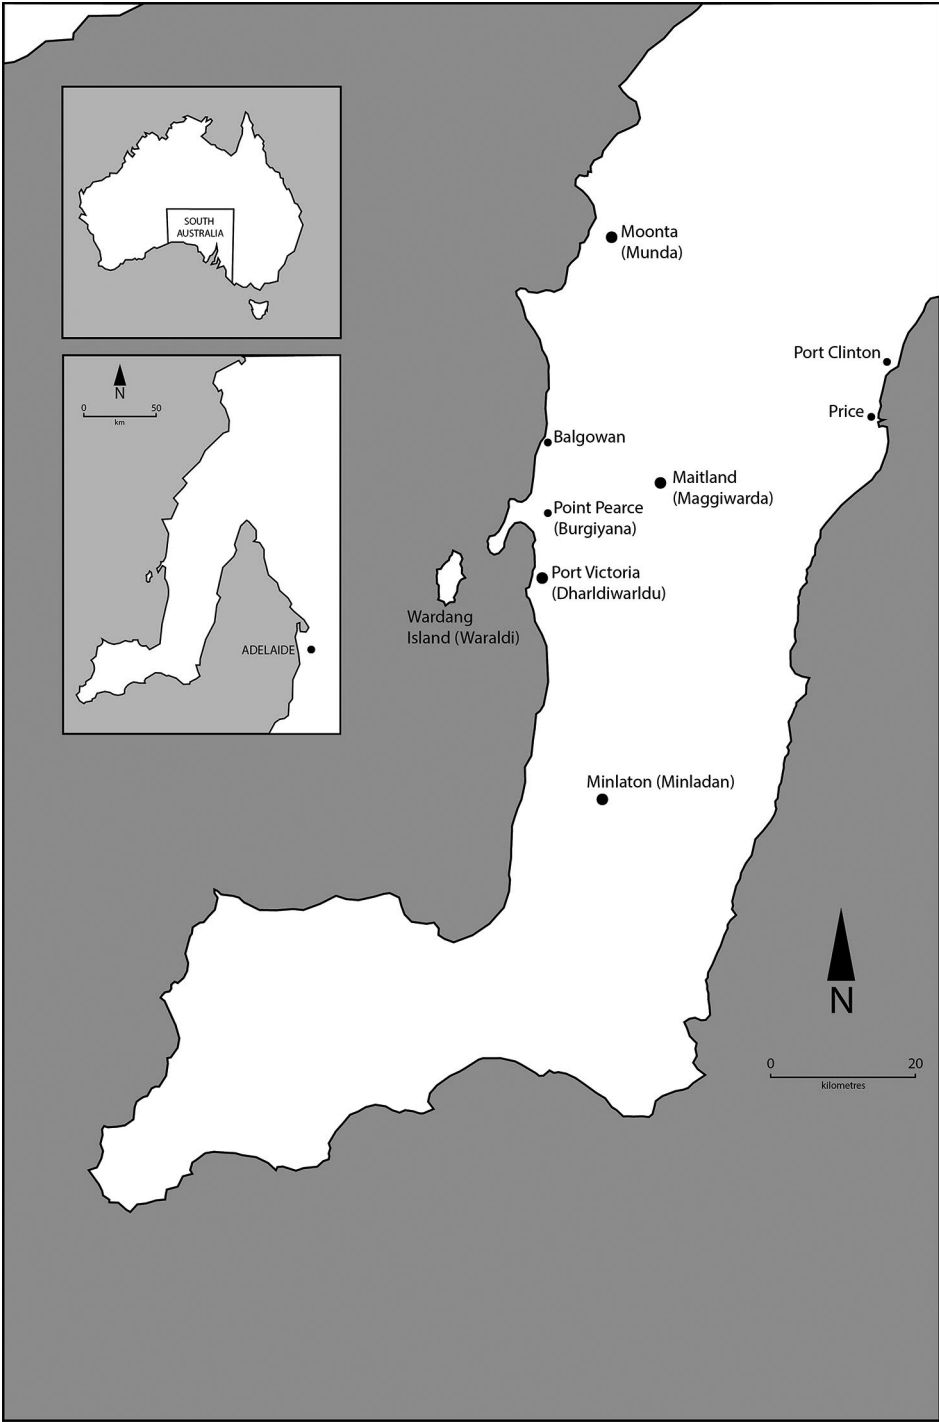 SOUTH
AUSTRALIA
N
0 50
km
ADELAIDE
Moonta
(Munda)
Port Clinton
Price
Balgowan
Maitland
(Maggiwarda)
Point Pearce
(Burgiyana)
Port Victoria
(Dharldiwarldu)
Wardang
Island (Waraldi)
Minlaton (Minladan)
N
0 20
kilometres